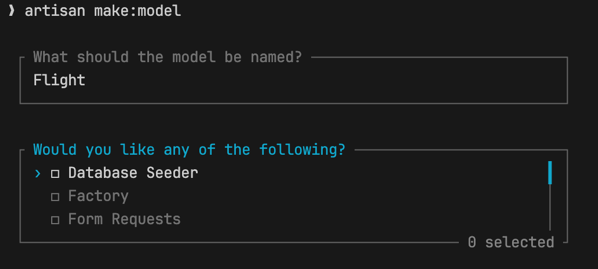 ❯ artisan make:model
What should the model be named?
Flight
Would you like any of the following?
› □ Database Seeder
□ Factory
□ Form Requests
0 selected